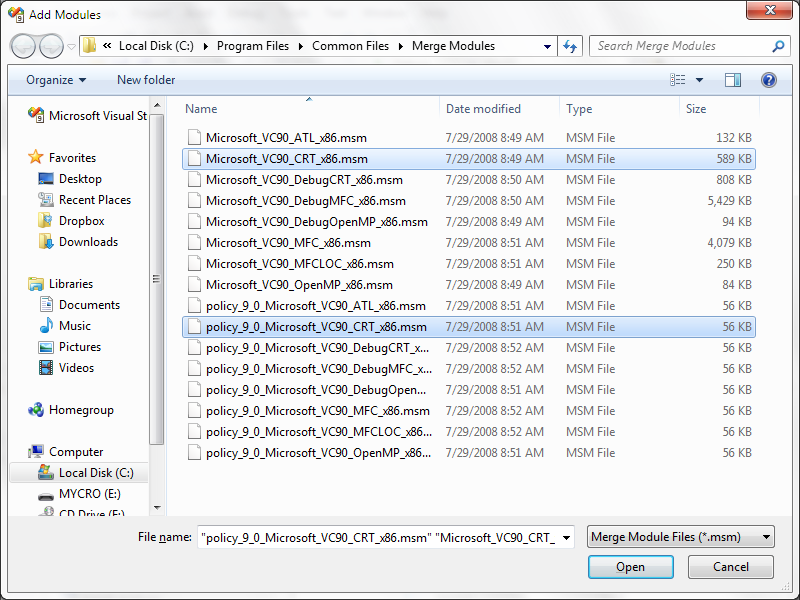 Add Modules
« Local Disk (C:) Program Files Common Files Merge Modules Search Merge Modules
Organize New folder
Microsoft Visual St
Favorites
Desktop
Recent Places
Dropbox
Downloads
Libraries
Documents
Music
Pictures
Videos
Homegroup
Computer
Local Disk (C:)
MYCRO (E:)
CD Drive (F:)
Name Date modified Type Size
Microsoft_VC90_ATL_x86.msm 7/29/2008 8:49 AM MSM File 132 KB
Microsoft_VC90_CRT_x86.msm 7/29/2008 8:49 AM MSM File 589 KB
Microsoft_VC90_DebugCRT_x86.msm 7/29/2008 8:50 AM MSM File 808 KB
Microsoft_VC90_DebugMFC_x86.msm 7/29/2008 8:50 AM MSM File 5,429 KB
Microsoft_VC90_DebugOpenMP_x86.msm 7/29/2008 8:49 AM MSM File 94 KB
Microsoft_VC90_MFC_x86.msm 7/29/2008 8:51 AM MSM File 4,079 KB
Microsoft_VC90_MFCLOC_x86.msm 7/29/2008 8:51 AM MSM File 250 KB
Microsoft_VC90_OpenMP_x86.msm 7/29/2008 8:49 AM MSM File 84 KB
policy_9_0_Microsoft_VC90_ATL_x86.msm 7/29/2008 8:51 AM MSM File 56 KB
policy_9_0_Microsoft_VC90_CRT_x86.msm 7/29/2008 8:51 AM MSM File 56 KB
policy_9_0_Microsoft_VC90_DebugCRT_x... 7/29/2008 8:52 AM MSM File 56 KB
policy_9_0_Microsoft_VC90_DebugMFC_x... 7/29/2008 8:52 AM MSM File 56 KB
policy_9_0_Microsoft_VC90_DebugOpen... 7/29/2008 8:51 AM MSM File 56 KB
policy_9_0_Microsoft_VC90_MFC_x86.msm 7/29/2008 8:52 AM MSM File 56 KB
policy_9_0_Microsoft_VC90_MFCLOC_x86... 7/29/2008 8:52 AM MSM File 56 KB
policy_9_0_Microsoft_VC90_OpenMP_x86... 7/29/2008 8:51 AM MSM File 56 KB
File name: "policy_9_0_Microsoft_VC90_CRT_x86.msm" "Microsoft_VC90_CRT_ Merge Module Files (*.msm)
Open Cancel